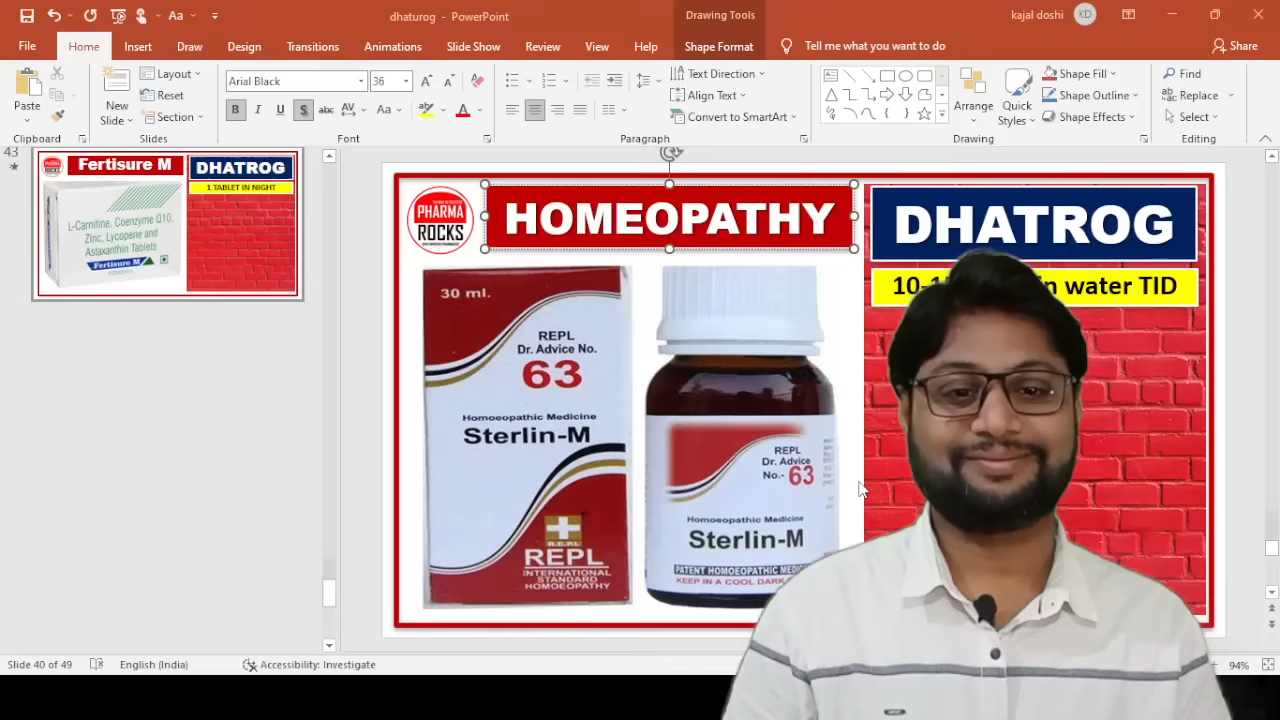 dhaturog - PowerPoint
Drawing Tools
kajal doshi
KD
File
Home
Insert
Draw
Design
Transitions
Animations
Slide Show
Review
View
Help
Shape Format
Tell me what you want to do
Share
Paste
Clipboard
New
Slide
Layout
Reset
Section
Slides
Arial Black
36
B I U S abc AV Aa A
Font
Text Direction
Align Text
Convert to SmartArt
Paragraph
Arrange
Quick
Styles
Shape Fill
Shape Outline
Shape Effects
Drawing
Find
Replace
Select
Editing
43
PHARMA
ROCKS
Fertisure M
DHATROG
1 TABLET IN NIGHT
L-Carnitine, Coenzyme Q10,
Zinc, Lycopene and
Astaxanthin Tablets
Fertisure M
PHARMA
ROCKS
HOMEOPATHY
DHATROG
water TID
30 ml.
REPL
Dr. Advice No.
63
Homoeopathic Medicine
Sterlin-M
R.E.P.L
REPL
INTERNATIONAL
STANDARD
HOMOEOPATHY
REPL
Dr. Advice
No.- 63
Homoeopathic Medicine
Sterlin-M
PATENT HOMOEOPATHIC
KEEP IN A COOL
Slide 40 of 49
English (India)
Accessibility: Investigate
94%